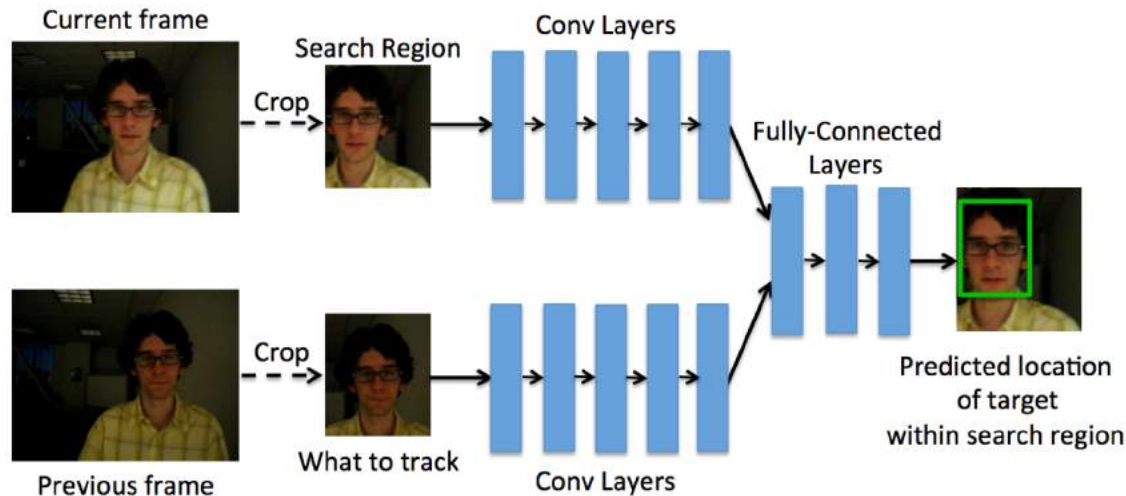 Current frame
Crop
Search Region
Conv Layers
Fully-Connected
Layers
Previous frame
Crop
What to track
Conv Layers
Predicted location
of target
within search region